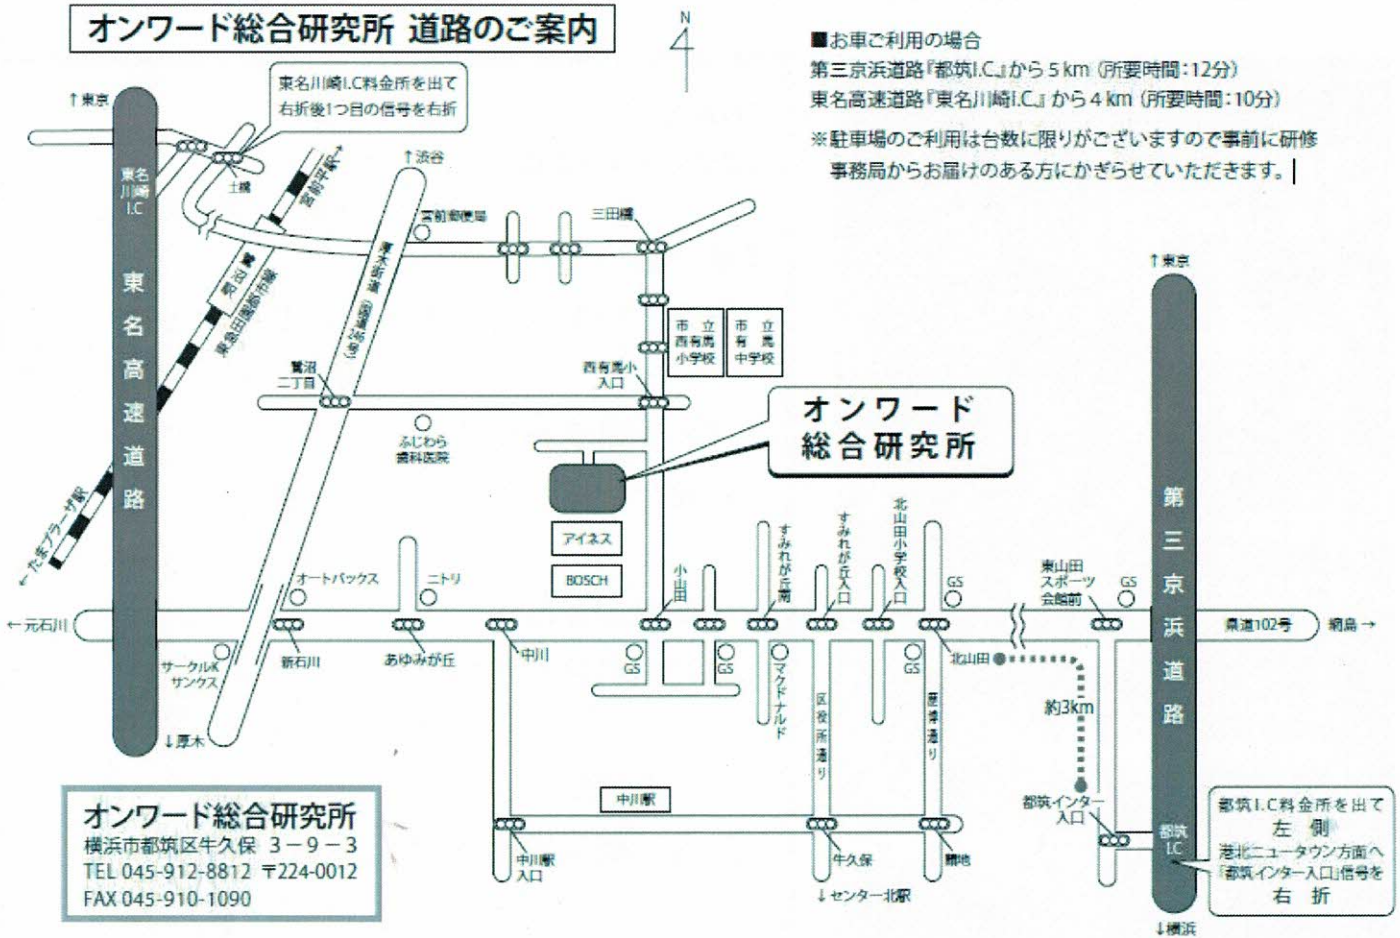 オンワード総合研究所 道路のご案内
N
■お車ご利用の場合
第三京浜道路『都筑I.C.』から5km（所要時間：12分）
東名高速道路『東名川崎I.C.』から4km（所要時間：10分）
※駐車場のご利用は台数に限りがございますので事前に研修
事務局からお届けのある方にかぎらせていただきます。
東名川崎I.C料金所を出て
右折後1つ目の信号を右折
↑東京
東名
川崎
I.C
東名高速道路
土橋
宮前平駅→
鷺沼駅
東急田園都市線
←たまプラーザ駅
↑渋谷
宮前郵便局
三田橋
市立
西有馬
小学校
市立
有馬
中学校
鷺沼
二丁目
西有馬小
入口
ふじわら
歯科医院
オンワード
総合研究所
アイネス
BOSCH
↑東京
第三京浜道路
オートバックス
ニトリ
小山田
すみれが丘南
すみれが丘入口
北山田小学校入口
GS
東山田
スポーツ
会館前
GS
←元石川
県道102号
綱島→
サークルK
サンクス
新石川
あゆみが丘
中川
GS
GS
マクドナルド
GS
北山田
約3km
区役所通り
↓厚木
中川駅
都筑インター
入口
中川駅
入口
牛久保
↓センター北駅
都筑
I.C
↓横浜
都筑I.C料金所を出て
左側
港北ニュータウン方面へ
「都筑インター入口」信号を
右折
オンワード総合研究所
横浜市都筑区牛久保 3－9－3
TEL 045-912-8812 〒224-0012
FAX 045-910-1090